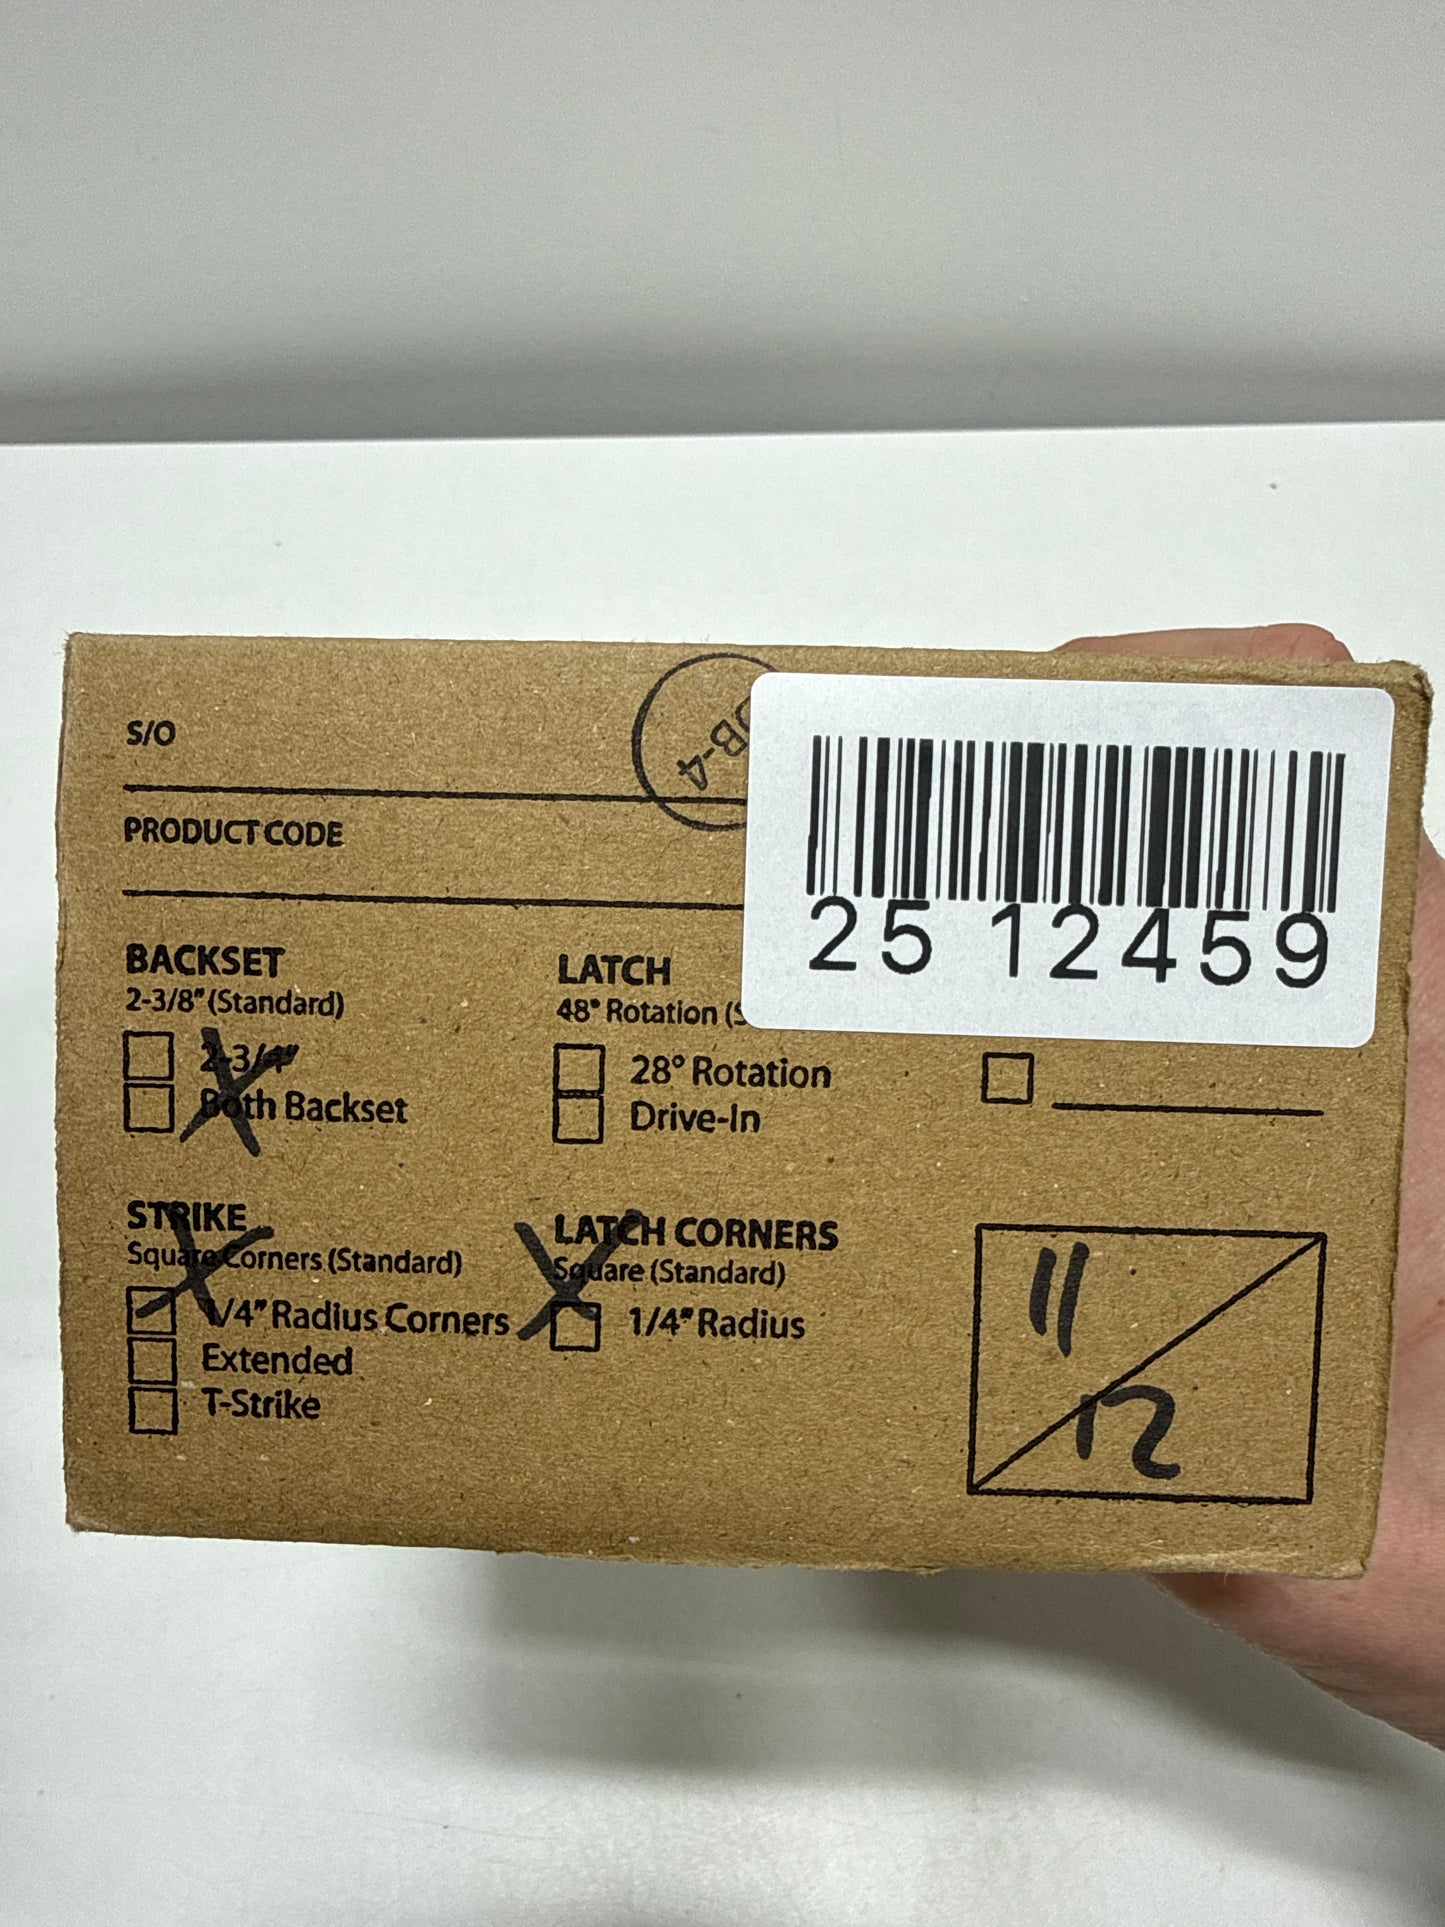 S/O
B-4
PRODUCT CODE
25 12459
BACKSET
2-3/8" (Standard)
2-3/4"
Both Backset
LATCH
48° Rotation (S
28° Rotation
Drive-In
STRIKE
Square Corners (Standard)
1/4" Radius Corners
Extended
T-Strike
LATCH CORNERS
Square (Standard)
1/4" Radius
11
12